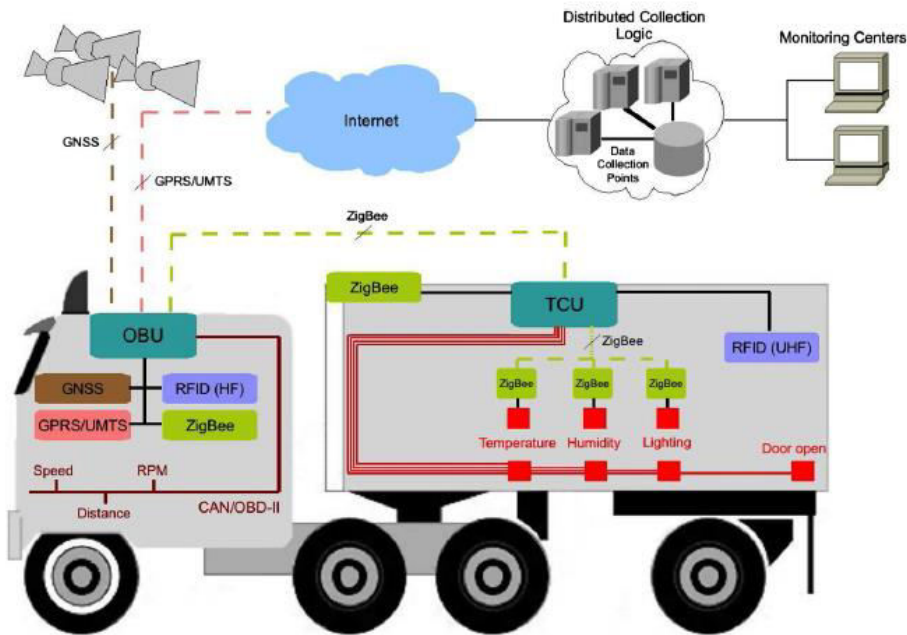 Distributed Collection
Logic
Monitoring Centers
Internet
GNSS
Data
Collection
Points
GPRS/UMTS
ZigBee
ZigBee
TCU
OBU
ZigBee
RFID (UHF)
GNSS
RFID (HF)
ZigBee
ZigBee
ZigBee
GPRS/UMTS
ZigBee
Temperature
Humidity
Lighting
Door open
Speed
RPM
Distance
CAN/OBD-II